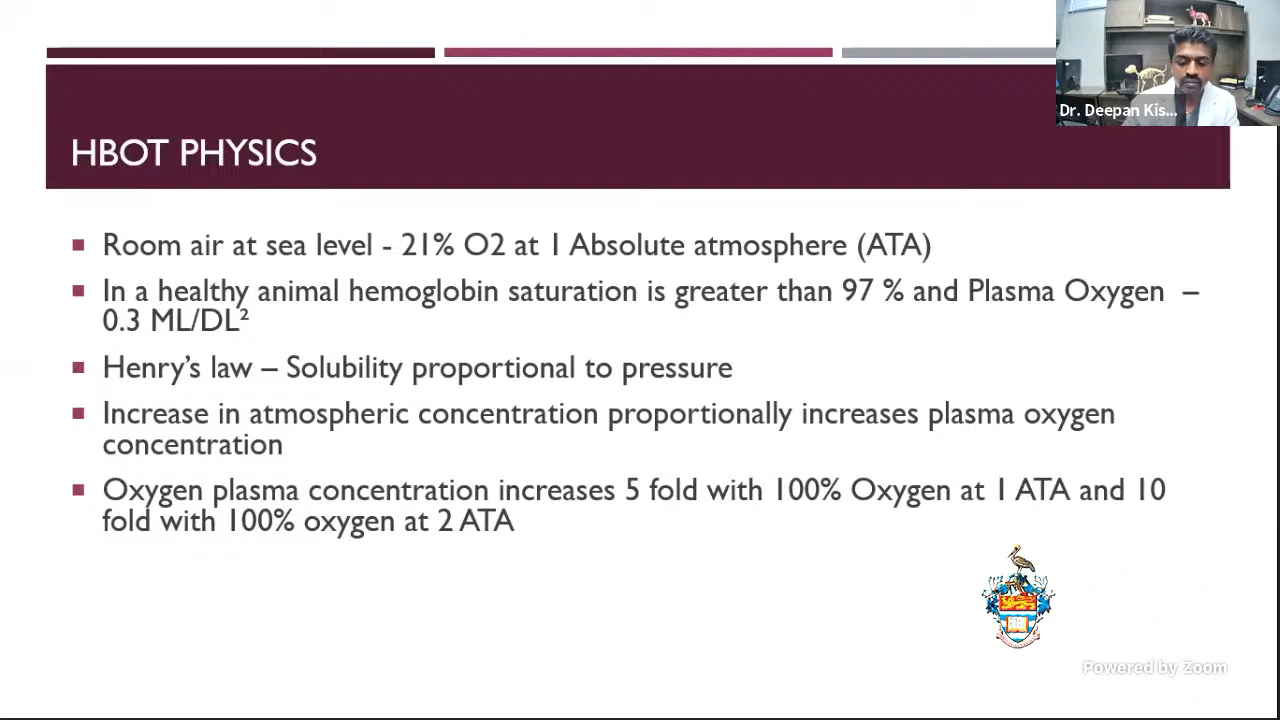 Dr. Deepan Kis...
HBOT PHYSICS
Room air at sea level - 21% O2 at 1 Absolute atmosphere (ATA)
In a healthy animal hemoglobin saturation is greater than 97 % and Plasma Oxygen –
0.3 ML/DL²
Henry's law – Solubility proportional to pressure
Increase in atmospheric concentration proportionally increases plasma oxygen
concentration
Oxygen plasma concentration increases 5 fold with 100% Oxygen at 1 ATA and 10
fold with 100% oxygen at 2 ATA
Powered by Zoom